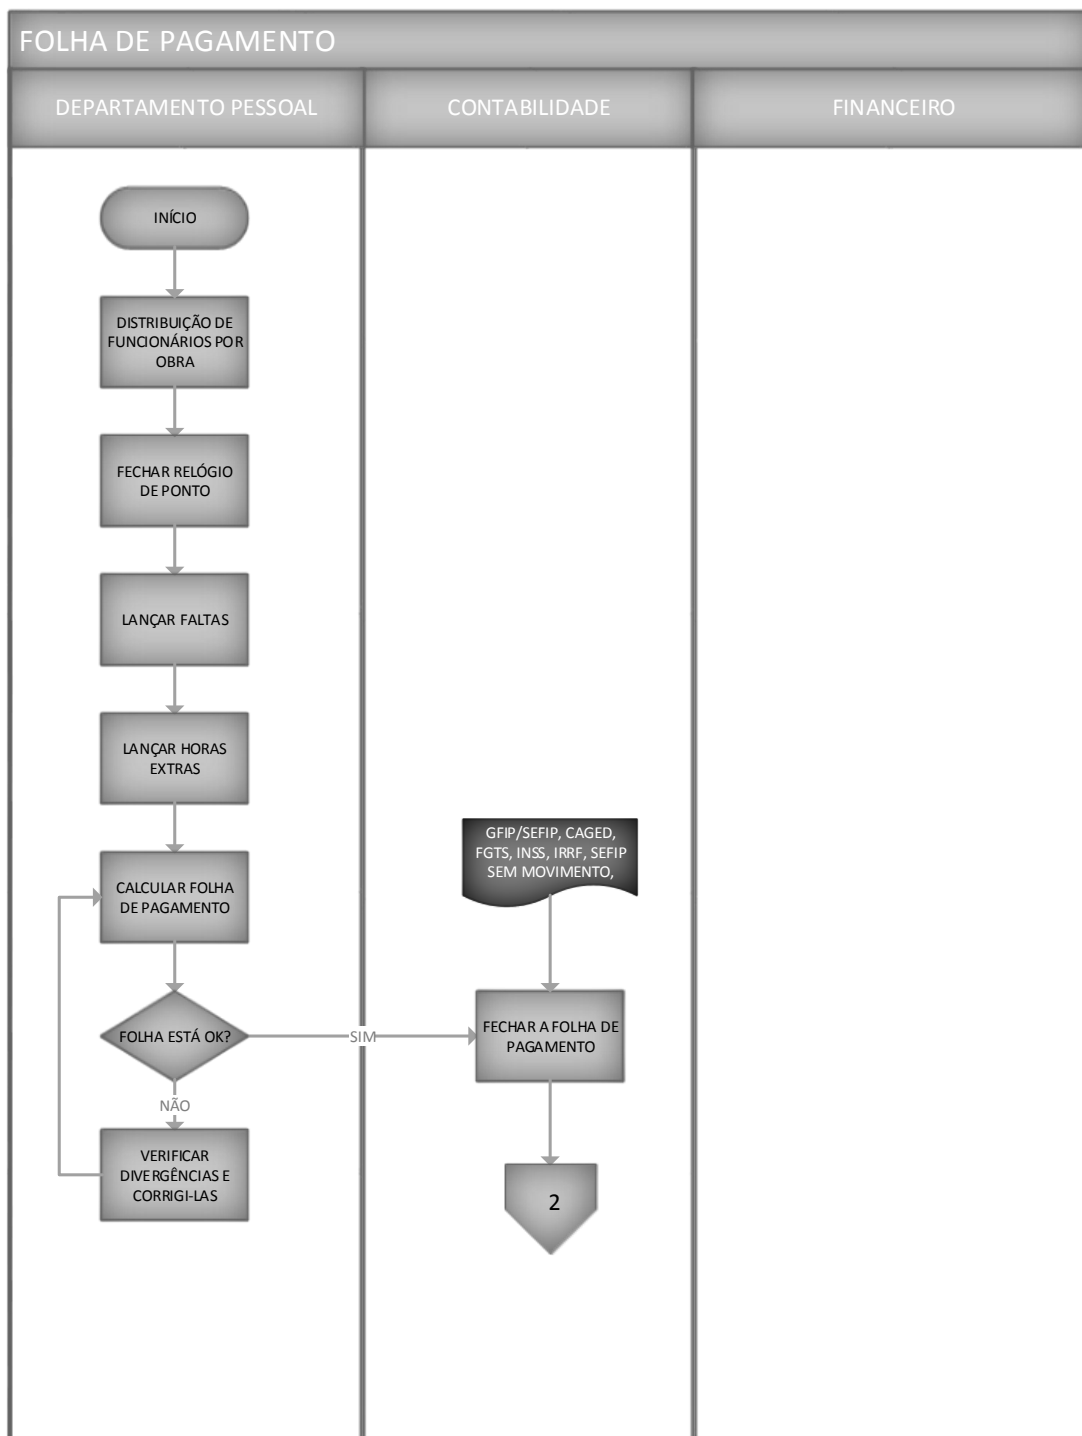 FOLHA DE PAGAMENTO
DEPARTAMENTO PESSOAL
CONTABILIDADE
FINANCEIRO
INÍCIO
DISTRIBUIÇÃO DE
FUNCIONÁRIOS POR
OBRA
FECHAR RELÓGIO
DE PONTO
LANÇAR FALTAS
LANÇAR HORAS
EXTRAS
CALCULAR FOLHA
DE PAGAMENTO
FOLHA ESTÁ OK?
SIM
NÃO
VERIFICAR
DIVERGÊNCIAS E
CORRIGI-LAS
GFIP/SEFIP, CAGED,
FGTS, INSS, IRRF, SEFIP
SEM MOVIMENTO,
FECHAR A FOLHA DE
PAGAMENTO
2